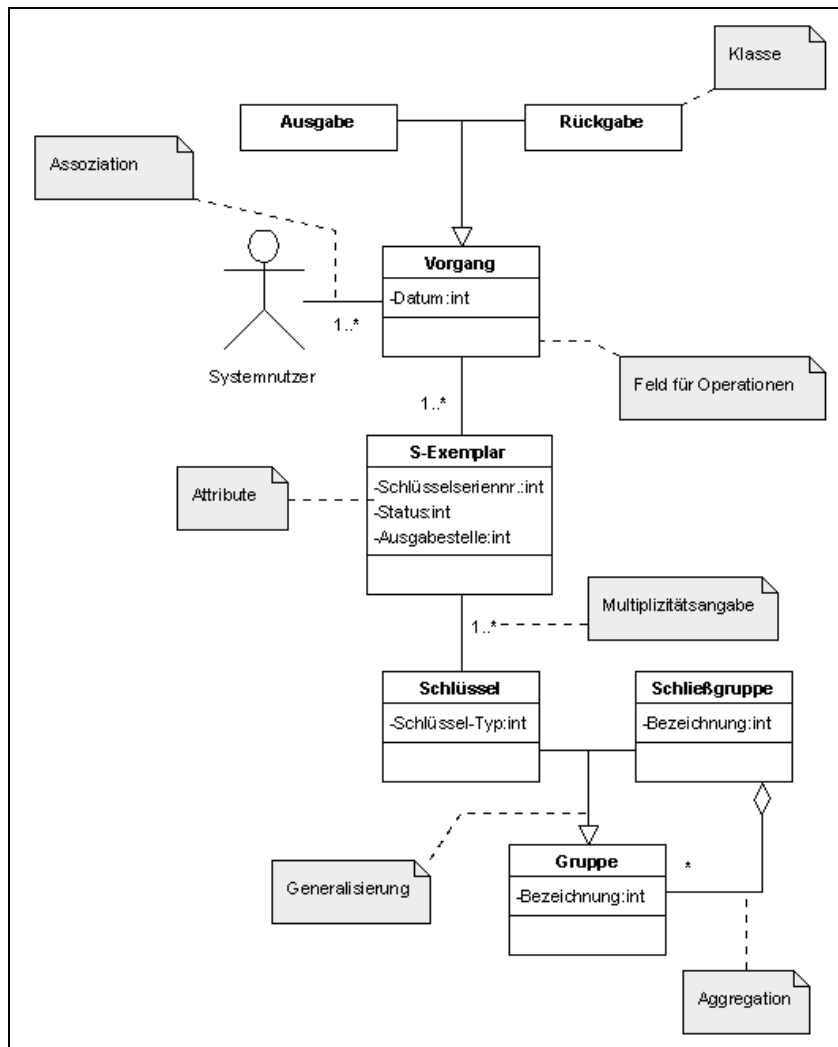 Klasse
Ausgabe
Rückgabe
Assoziation
Vorgang
-Datum:int
1..*
Systemnutzer
Feld für Operationen
1..*
S-Exemplar
Attribute
-Schlüsselseriennr.:int
-Status:int
-Ausgabestelle:int
Multiplizitätsangabe
1..*
Schlüssel
-Schlüssel-Typ:int
Schließgruppe
-Bezeichnung:int
Generalisierung
Gruppe
-Bezeichnung:int
*
Aggregation